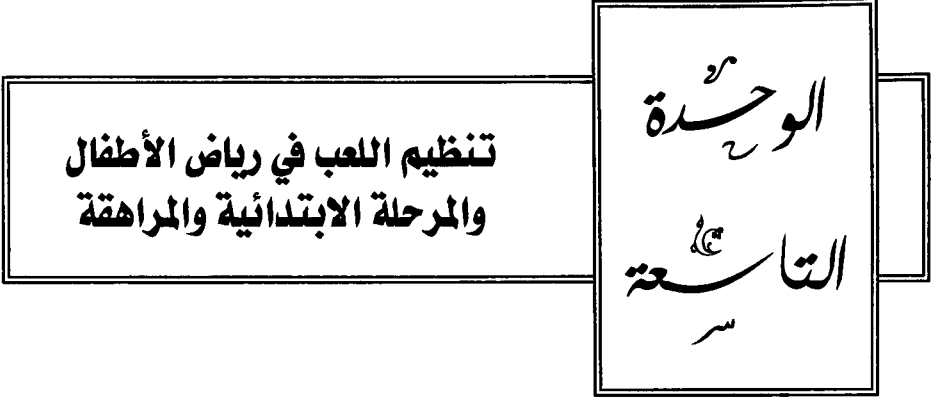 الوحدة
التاسعة
تنظيم اللعب في رياض الأطفال
والمرحلة الابتدائية والمراهقة